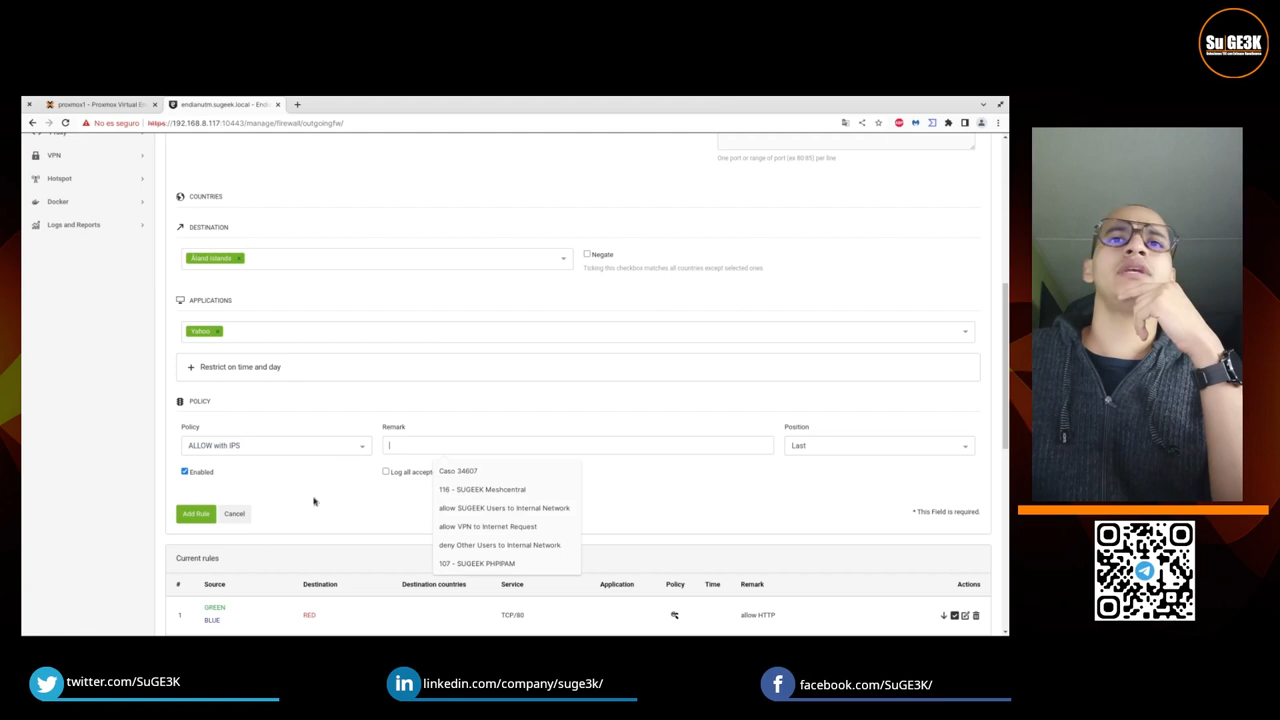 SuGE3K
proxmox1 - Proxmox Virtual En
endianutm.sugeek.local - Endi
No es seguro
https://192.168.8.117:10443/manage/firewall/outgoingfw/
VPN
Hotspot
Docker
Logs and Reports
One port or range of port (ex 80:85) per line
COUNTRIES
DESTINATION
Åland Islands ×
Negate
Ticking this checkbox matches all countries except selected ones
APPLICATIONS
Yahoo ×
+ Restrict on time and day
POLICY
Policy
Remark
Position
ALLOW with IPS
Last
Enabled
Log all accept
Caso 34607
116 - SUGEEK Meshcentral
allow SUGEEK Users to Internal Network
allow VPN to Internet Request
deny Other Users to Internal Network
107 - SUGEEK PHPIPAM
Add Rule
Cancel
* This Field is required.
Current rules
# Source Destination Destination countries Service Application Policy Time Remark Actions
1 GREEN BLUE RED TCP/80 allow HTTP
twitter.com/SuGE3K
linkedin.com/company/suge3k/
facebook.com/SuGE3K/